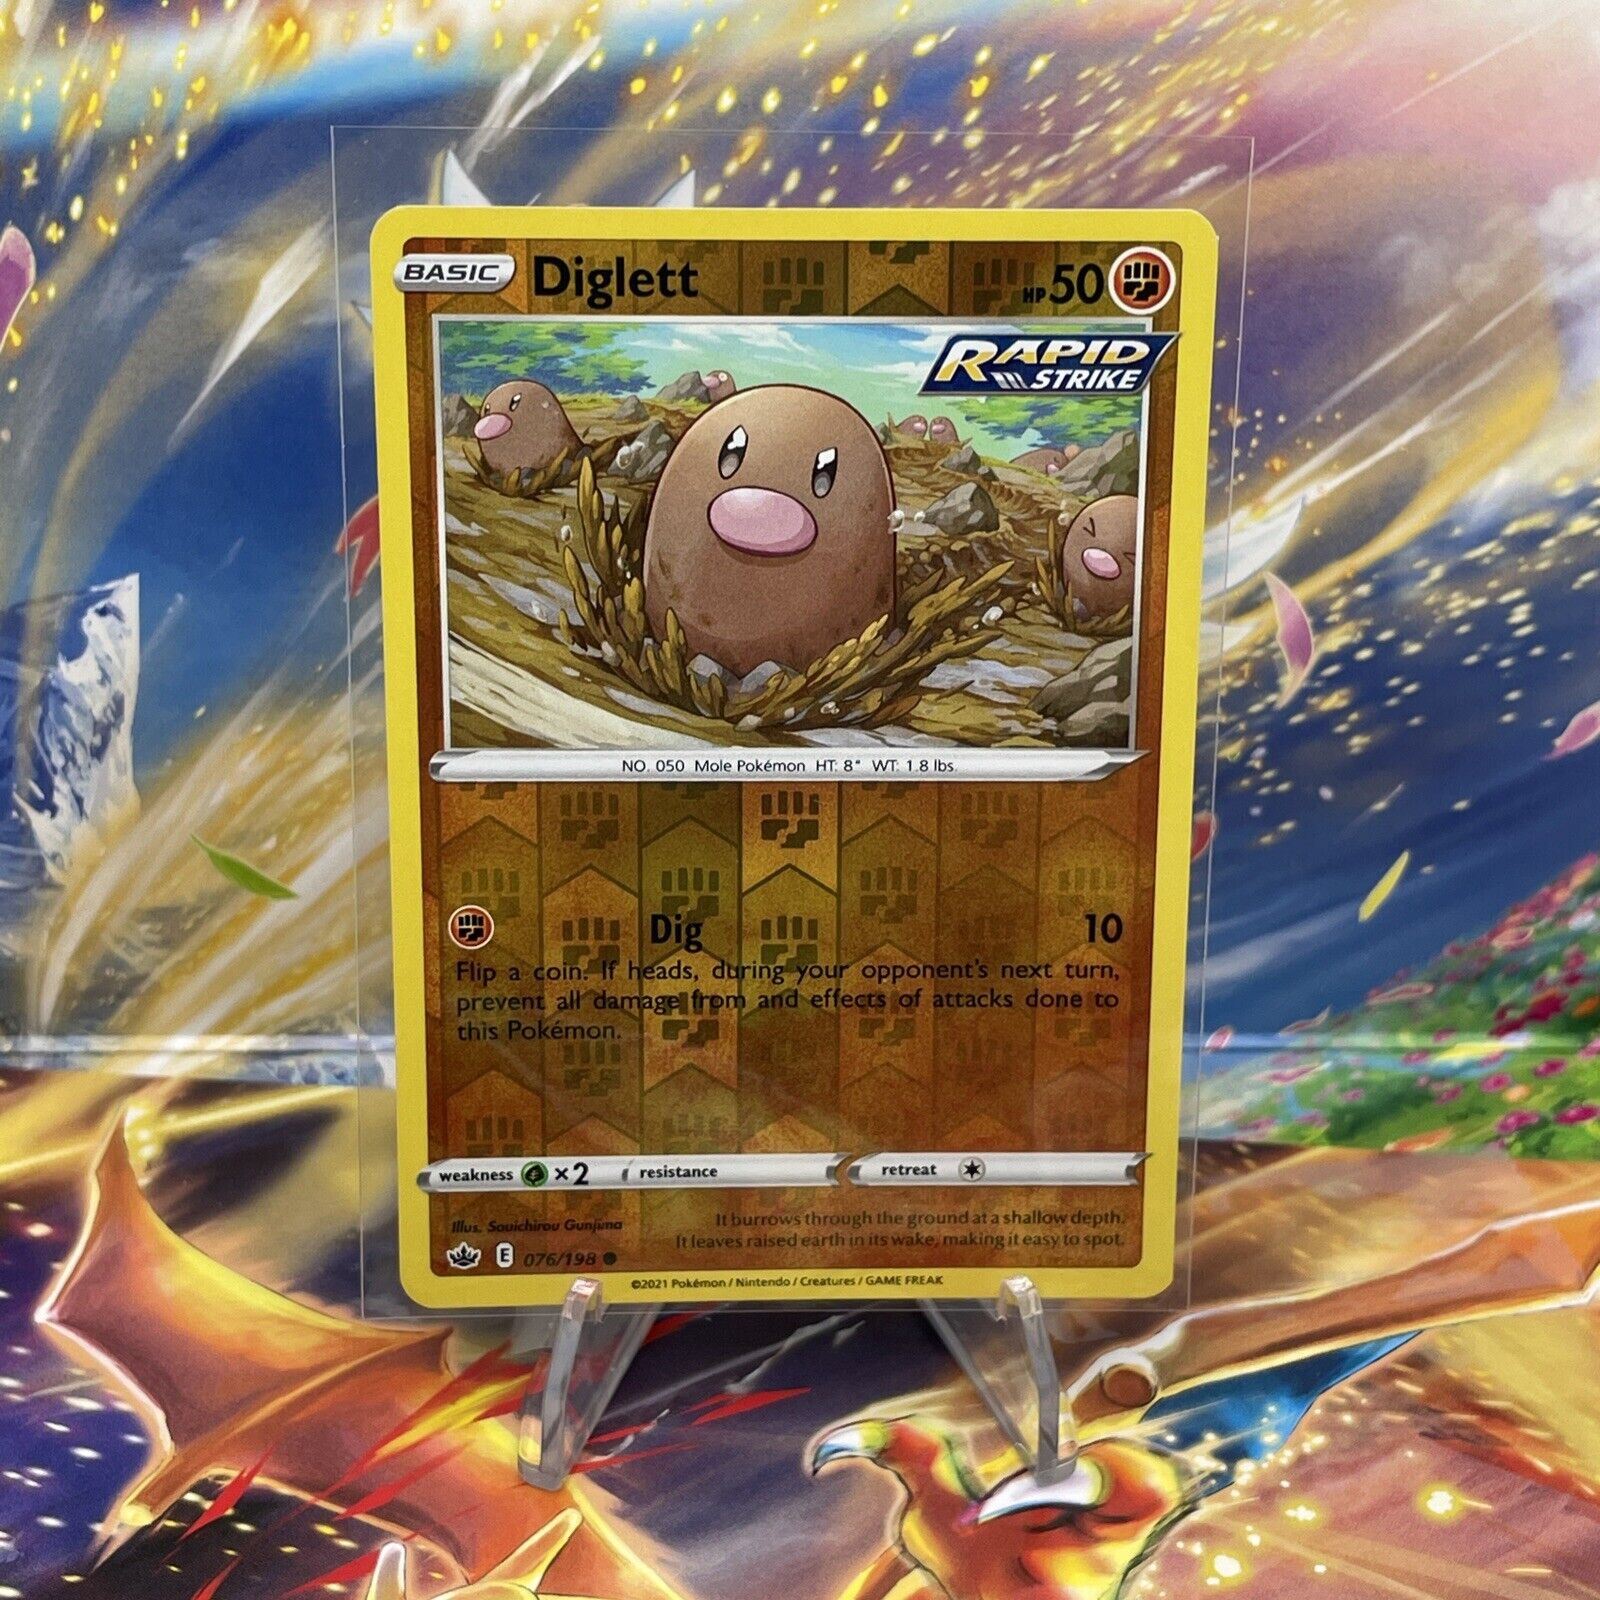 BASIC Diglett HP 50
RAPID
STRIKE
NO. 050 Mole Pokémon HT: 8" WT: 1.8 lbs.
Dig 10
Flip a coin. If heads, during your opponent's next turn,
prevent all damage from and effects of attacks done to
this Pokémon.
weakness ×2 resistance retreat
Illus. Souichirou Gunjima
It burrows through the ground at a shallow depth.
It leaves raised earth in its wake, making it easy to spot.
E 076/198
©2021 Pokémon / Nintendo / Creatures / GAME FREAK